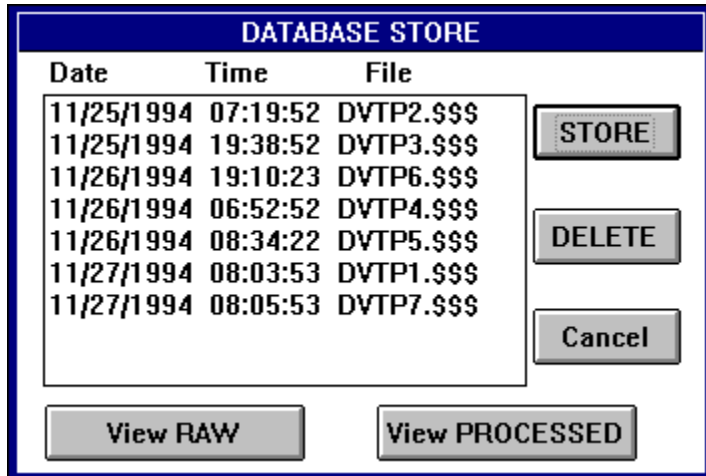 DATABASE STORE
Date Time File
11/25/1994 07:19:52 DVTP2.$$$
11/25/1994 19:38:52 DVTP3.$$$
11/26/1994 19:10:23 DVTP6.$$$
11/26/1994 06:52:52 DVTP4.$$$
11/26/1994 08:34:22 DVTP5.$$$
11/27/1994 08:03:53 DVTP1.$$$
11/27/1994 08:05:53 DVTP7.$$$
STORE
DELETE
Cancel
View RAW View PROCESSED